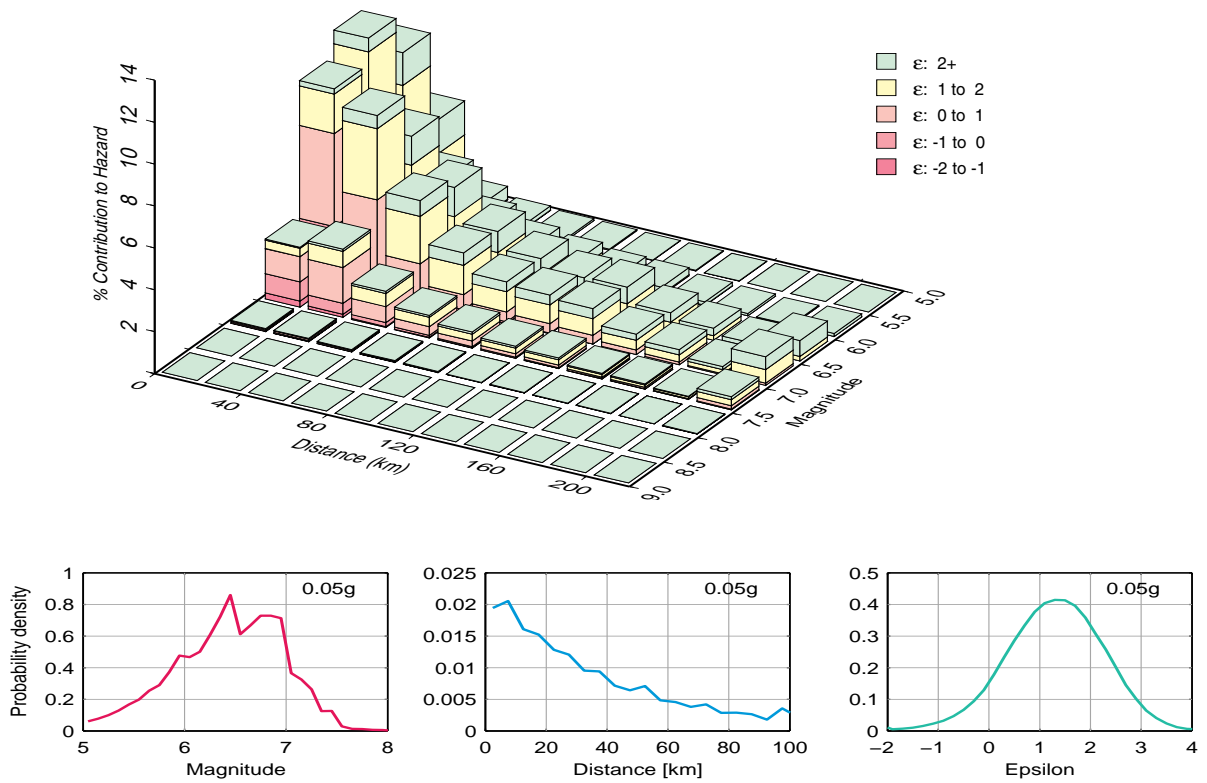 14
12
10
8
6
4
2
0
% Contribution to Hazard
ε: 2+
ε: 1 to 2
ε: 0 to 1
ε: -1 to 0
ε: -2 to -1
40
80
120
160
200
Distance (km)
5.0
5.5
6.0
6.5
7.0
7.5
8.0
8.5
9.0
Magnitude
Probability density
1
0.8
0.6
0.4
0.2
0
0.05g
5 6 7 8
Magnitude
0.025
0.02
0.015
0.01
0.005
0
0.05g
0 20 40 60 80 100
Distance [km]
0.5
0.4
0.3
0.2
0.1
0
0.05g
−2 −1 0 1 2 3 4
Epsilon